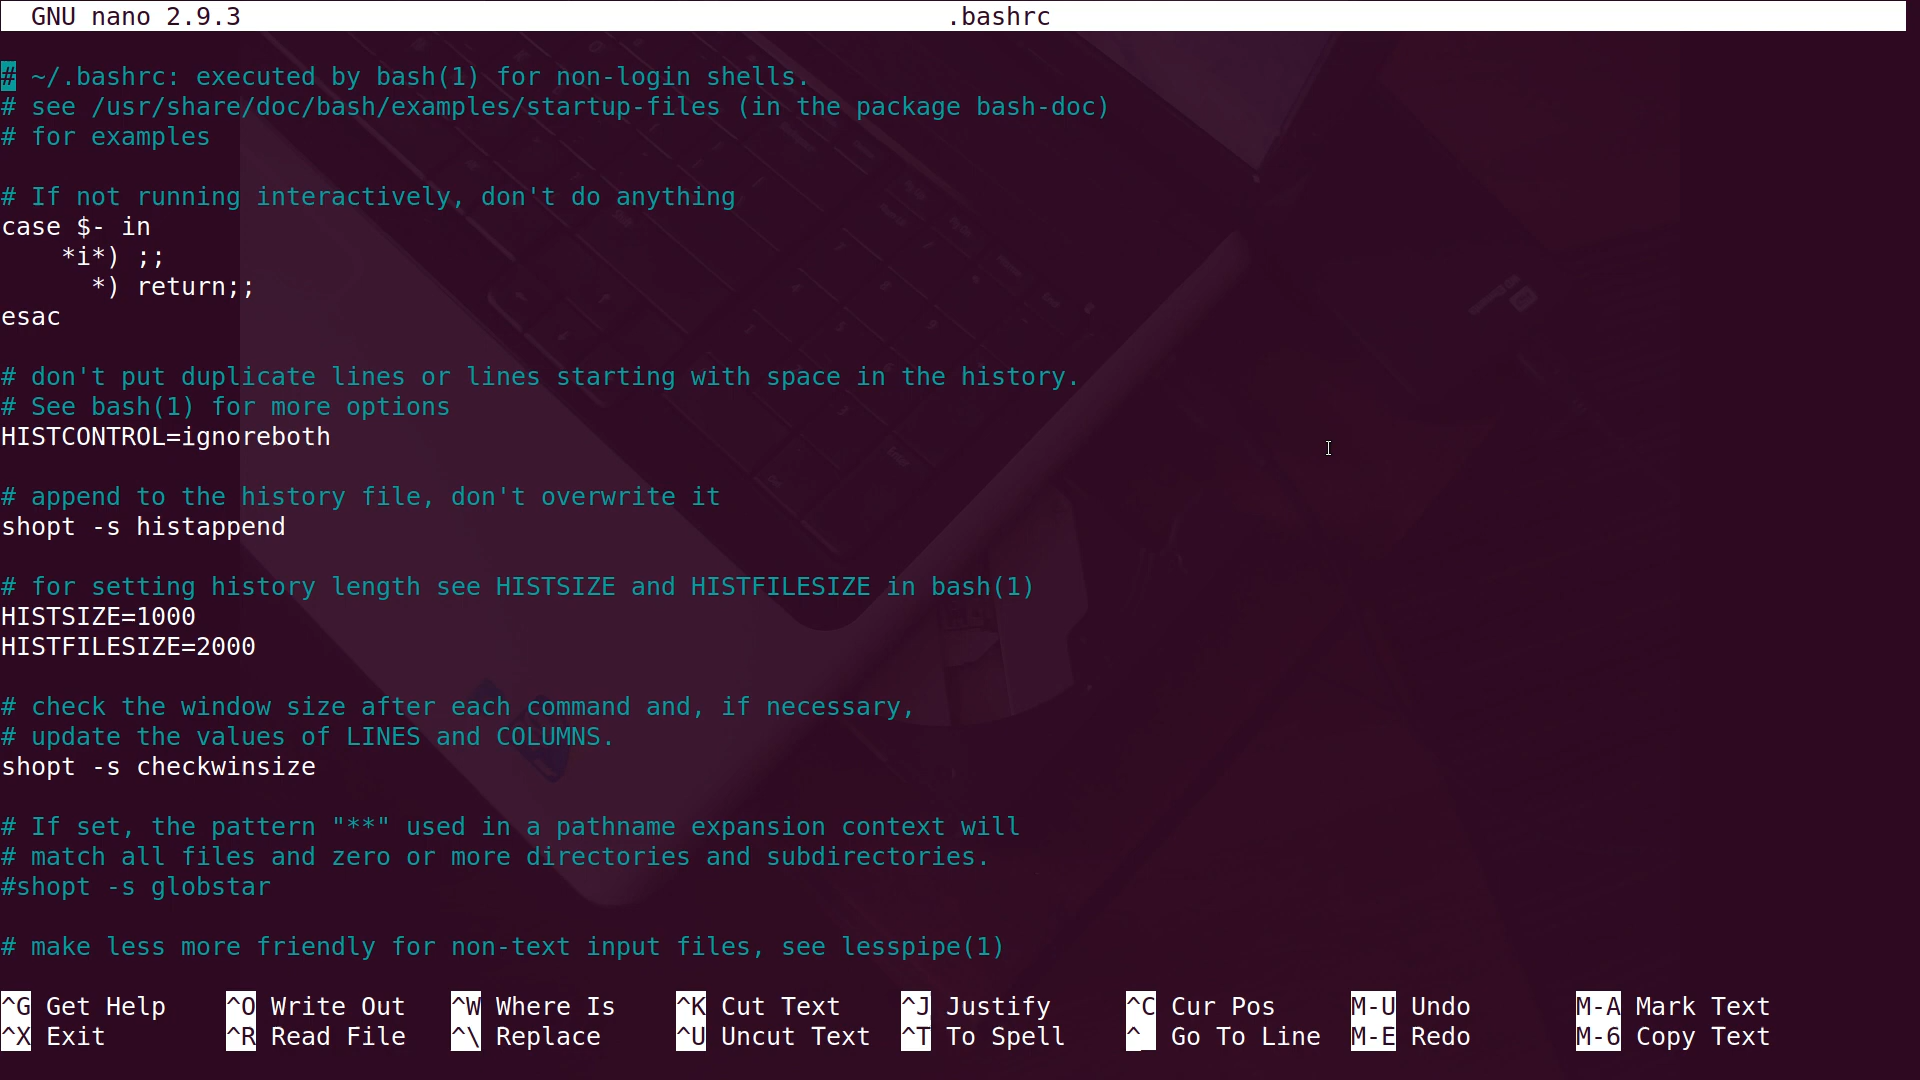 GNU nano 2.9.3 .bashrc
# ~/.bashrc: executed by bash(1) for non-login shells.
# see /usr/share/doc/bash/examples/startup-files (in the package bash-doc)
# for examples
# If not running interactively, don't do anything
case $- in
    *i*) ;;
      *) return;;
esac
# don't put duplicate lines or lines starting with space in the history.
# See bash(1) for more options
HISTCONTROL=ignoreboth
# append to the history file, don't overwrite it
shopt -s histappend
# for setting history length see HISTSIZE and HISTFILESIZE in bash(1)
HISTSIZE=1000
HISTFILESIZE=2000
# check the window size after each command and, if necessary,
# update the values of LINES and COLUMNS.
shopt -s checkwinsize
# If set, the pattern "**" used in a pathname expansion context will
# match all files and zero or more directories and subdirectories.
#shopt -s globstar
# make less more friendly for non-text input files, see lesspipe(1)
^G Get Help ^O Write Out ^W Where Is ^K Cut Text ^J Justify ^C Cur Pos M-U Undo M-A Mark Text
^X Exit ^R Read File ^\ Replace ^U Uncut Text ^T To Spell ^_ Go To Line M-E Redo M-6 Copy Text